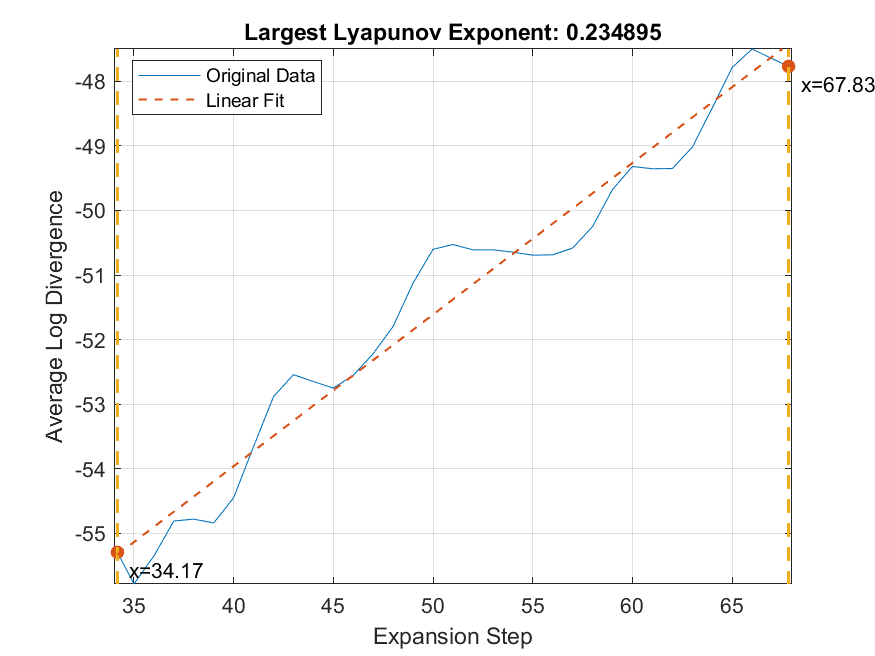 Largest Lyapunov Exponent: 0.234895
Original Data
Linear Fit
-48
-49
-50
-51
-52
-53
-54
-55
Average Log Divergence
x=67.83
x=34.17
35 40 45 50 55 60 65
Expansion Step